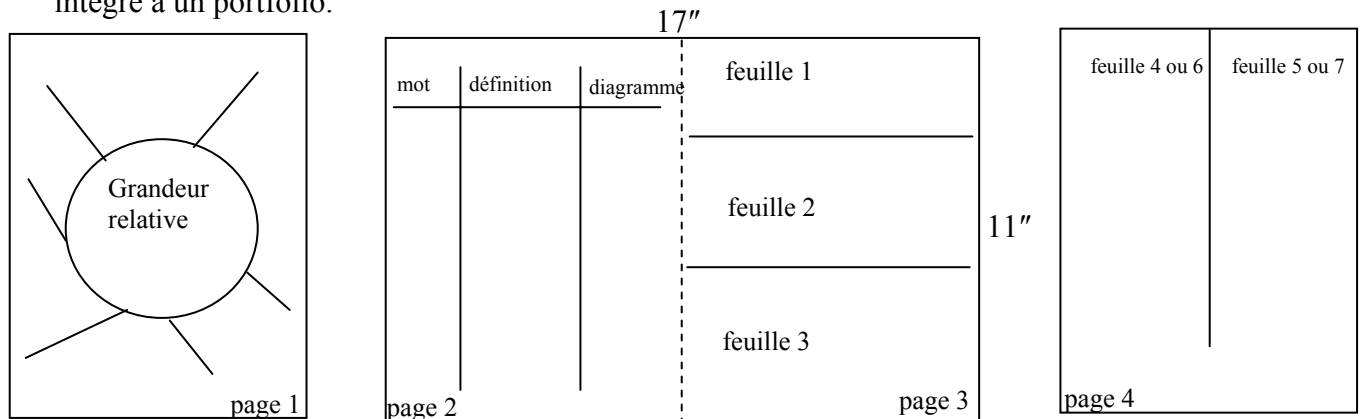 intégré à un portfolio.
Grandeur
relative
page 1
17″
mot définition diagramme
page 2
feuille 1
feuille 2
feuille 3
page 3
11″
feuille 4 ou 6 feuille 5 ou 7
page 4